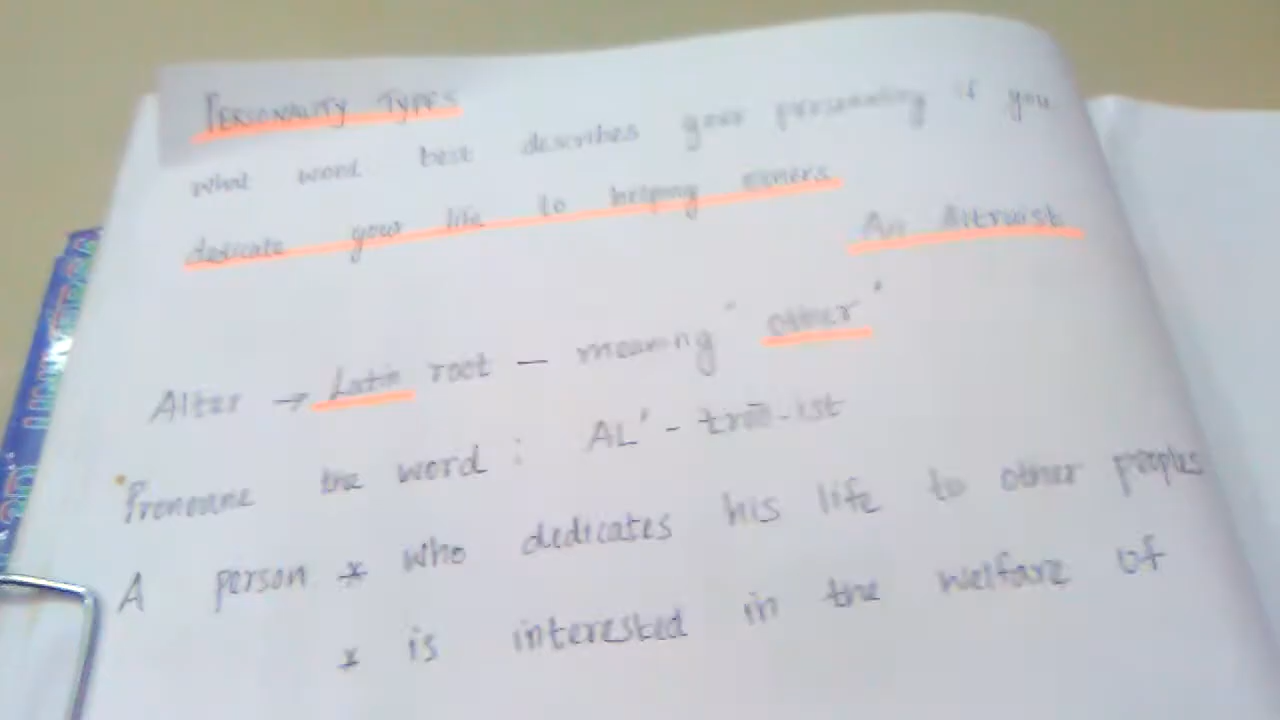 PERSONALITY TYPES
What word best describes your personality if you
dedicate your life to helping others
An Altruist
Alter → Latin root — meaning "other"
Pronounce the word : AL' - trōō - ist
A person * who dedicates his life to other peoples
* is interested in the welfare of